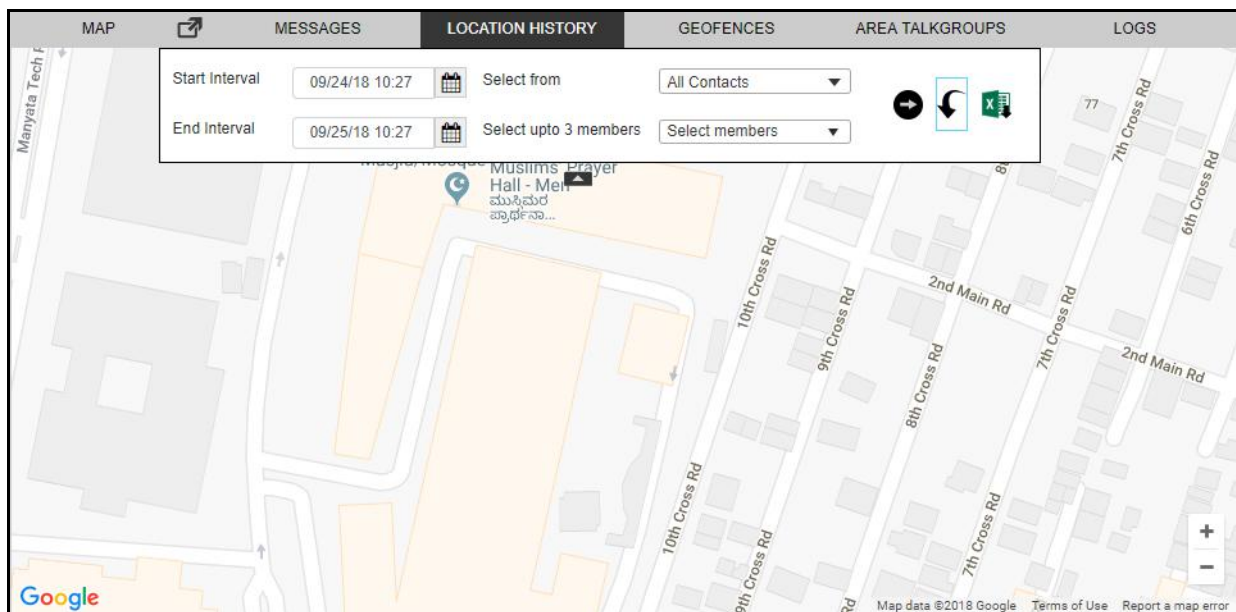 MAP MESSAGES LOCATION HISTORY GEOFENCES AREA TALKGROUPS LOGS
Start Interval 09/24/18 10:27 Select from All Contacts
End Interval 09/25/18 10:27 Select upto 3 members Select members
Manyata Tech
77
7th Cross Rd
6th Cross Rd
Muslims Prayer
Hall - Men
ಮುಸ್ಲಿಮರ
ಪ್ರಾರ್ಥನಾ...
10th Cross Rd
9th Cross Rd
2nd Main Rd
7th Cross Rd
2nd Main Rd
8th Cross Rd
10th Cross Rd
9th Cross Rd
7th Cross Rd
Rd
+
−
Google
Map data ©2018 Google Terms of Use Report a map error